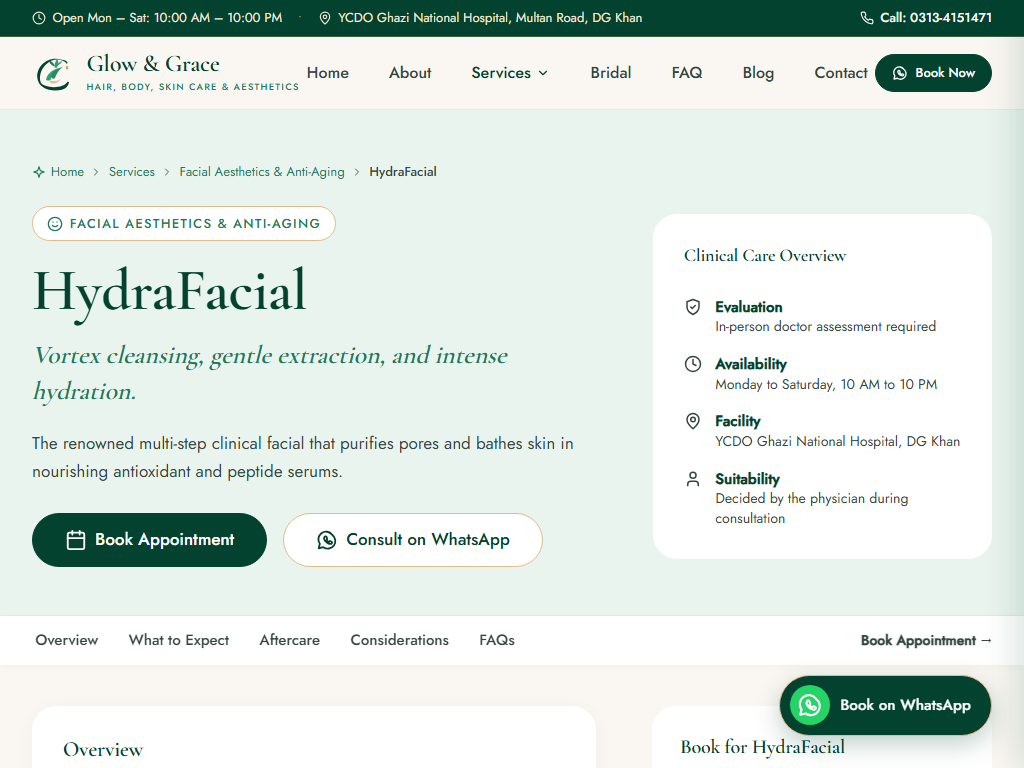 Open Mon – Sat: 10:00 AM – 10:00 PM · YCDO Ghazi National Hospital, Multan Road, DG Khan Call: 0313-4151471
Glow & Grace
HAIR, BODY, SKIN CARE & AESTHETICS
Home About Services Bridal FAQ Blog Contact Book Now
Home > Services > Facial Aesthetics & Anti-Aging > HydraFacial
FACIAL AESTHETICS & ANTI-AGING
HydraFacial
Vortex cleansing, gentle extraction, and intense
hydration.
The renowned multi-step clinical facial that purifies pores and bathes skin in
nourishing antioxidant and peptide serums.
Book Appointment Consult on WhatsApp
Clinical Care Overview
Evaluation
In-person doctor assessment required
Availability
Monday to Saturday, 10 AM to 10 PM
Facility
YCDO Ghazi National Hospital, DG Khan
Suitability
Decided by the physician during
consultation
Overview What to Expect Aftercare Considerations FAQs Book Appointment →
Book on WhatsApp
Overview
Book for HydraFacial